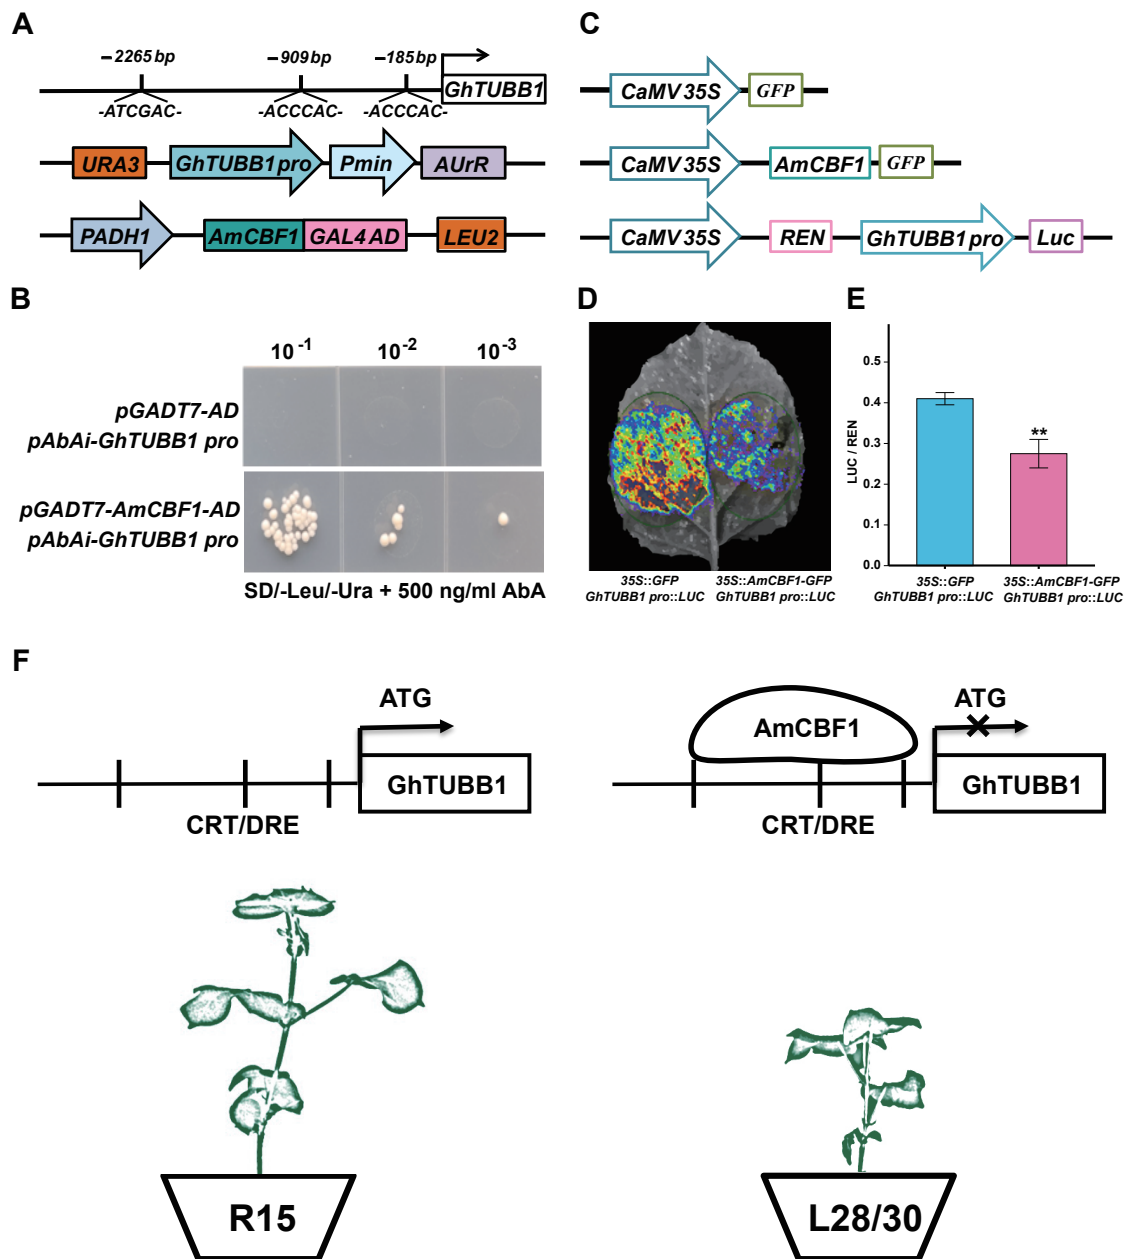 A
−2265 bp −909 bp −185 bp
GhTUBB1
-ATCGAC- -ACCCAC- -ACCCAC-
URA3 GhTUBB1 pro Pmin AUrR
PADH1 AmCBF1 GAL4 AD LEU2
C
CaMV 35S GFP
CaMV 35S AmCBF1 GFP
CaMV 35S REN GhTUBB1 pro Luc
B
10-1 10-2 10-3
pGADT7-AD
pAbAi-GhTUBB1 pro
pGADT7-AmCBF1-AD
pAbAi-GhTUBB1 pro
SD/-Leu/-Ura + 500 ng/ml AbA
D
35S::GFP
GhTUBB1 pro::LUC
35S::AmCBF1-GFP
GhTUBB1 pro::LUC
E
LUC / REN
0.5
0.4
0.3
0.2
0.1
0.0
**
35S::GFP
GhTUBB1 pro::LUC
35S::AmCBF1-GFP
GhTUBB1 pro::LUC
F
ATG
GhTUBB1
CRT/DRE
R15
AmCBF1
ATG
GhTUBB1
CRT/DRE
L28/30